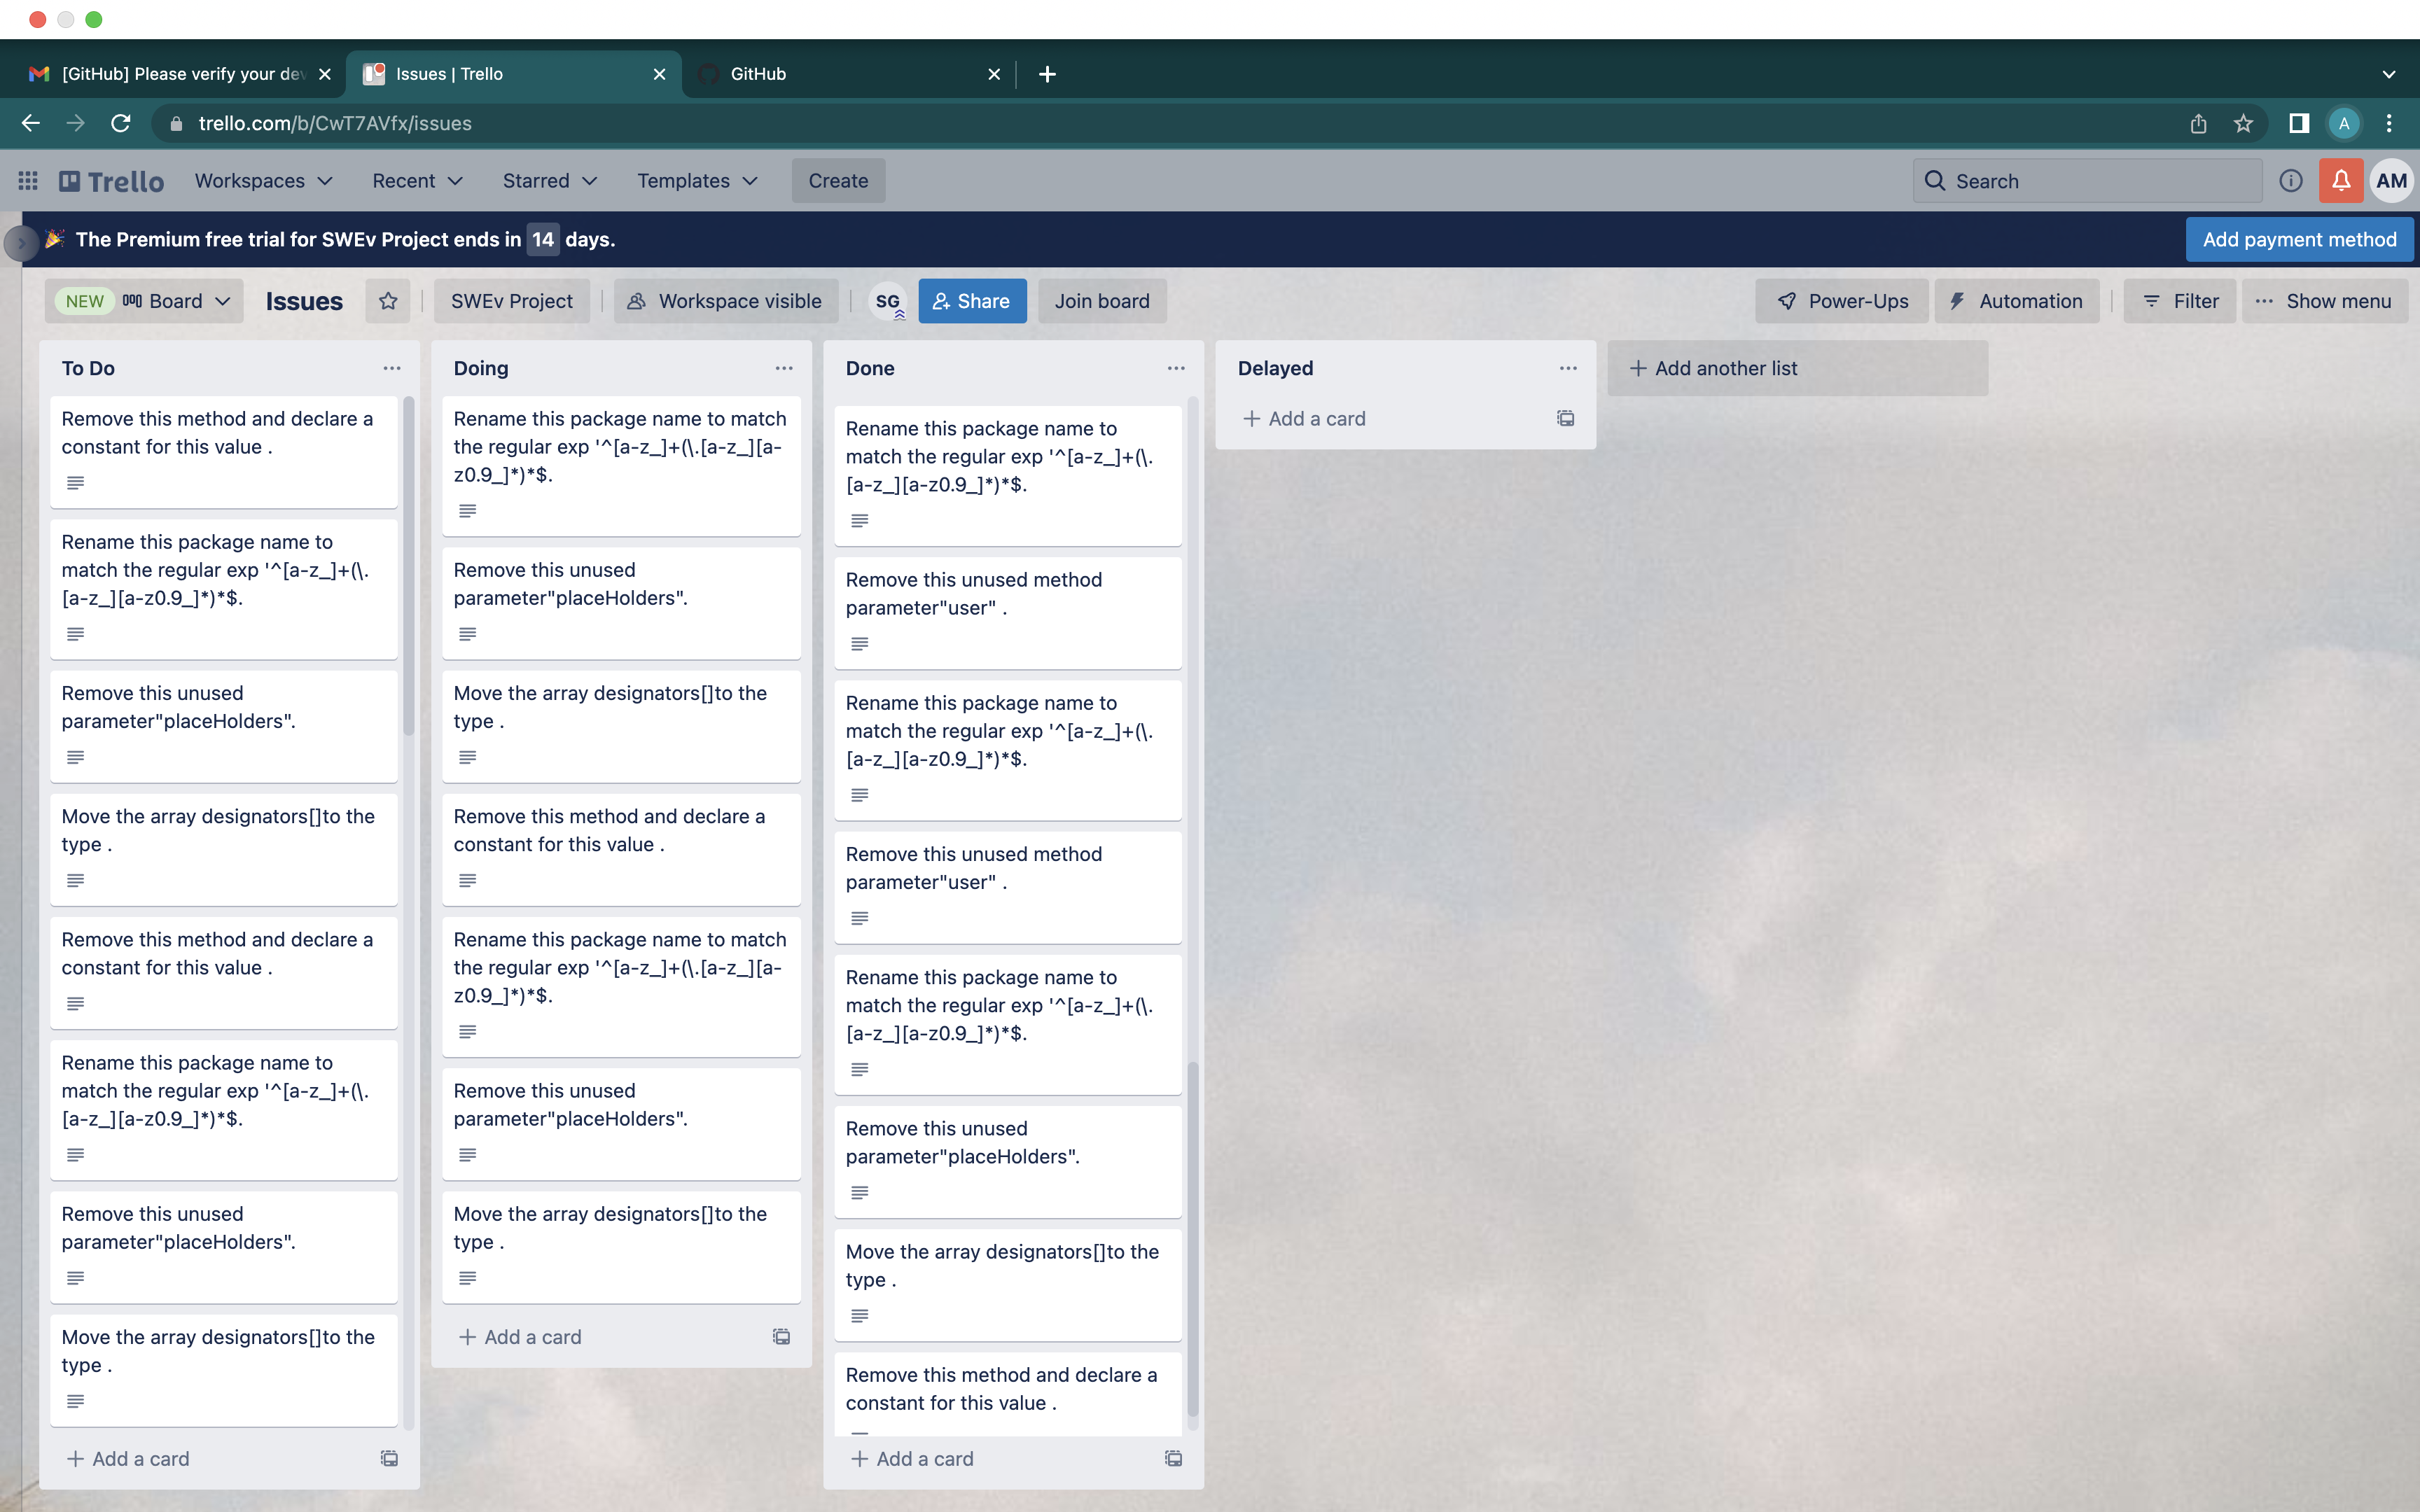 [GitHub] Please verify your dev
Issues | Trello
GitHub
trello.com/b/CwT7AVfx/issues
A
Trello
Workspaces
Recent
Starred
Templates
Create
Search
AM
The Premium free trial for SWEv Project ends in 14 days.
Add payment method
NEW Board
Issues
SWEv Project
Workspace visible
SG
Share
Join board
Power-Ups
Automation
Filter
Show menu
To Do
Remove this method and declare a
constant for this value .
Rename this package name to
match the regular exp '^[a-z_]+(\.
[a-z_][a-z0.9_]*)*$.
Remove this unused
parameter"placeHolders".
Move the array designators[]to the
type .
Remove this method and declare a
constant for this value .
Rename this package name to
match the regular exp '^[a-z_]+(\.
[a-z_][a-z0.9_]*)*$.
Remove this unused
parameter"placeHolders".
Move the array designators[]to the
type .
+ Add a card
Doing
Rename this package name to match
the regular exp '^[a-z_]+(\.[a-z_][a-
z0.9_]*)*$.
Remove this unused
parameter"placeHolders".
Move the array designators[]to the
type .
Remove this method and declare a
constant for this value .
Rename this package name to match
the regular exp '^[a-z_]+(\.[a-z_][a-
z0.9_]*)*$.
Remove this unused
parameter"placeHolders".
Move the array designators[]to the
type .
+ Add a card
Done
Rename this package name to
match the regular exp '^[a-z_]+(\.
[a-z_][a-z0.9_]*)*$.
Remove this unused method
parameter"user" .
Rename this package name to
match the regular exp '^[a-z_]+(\.
[a-z_][a-z0.9_]*)*$.
Remove this unused method
parameter"user" .
Rename this package name to
match the regular exp '^[a-z_]+(\.
[a-z_][a-z0.9_]*)*$.
Remove this unused
parameter"placeHolders".
Move the array designators[]to the
type .
Remove this method and declare a
constant for this value .
+ Add a card
Delayed
+ Add a card
+ Add another list